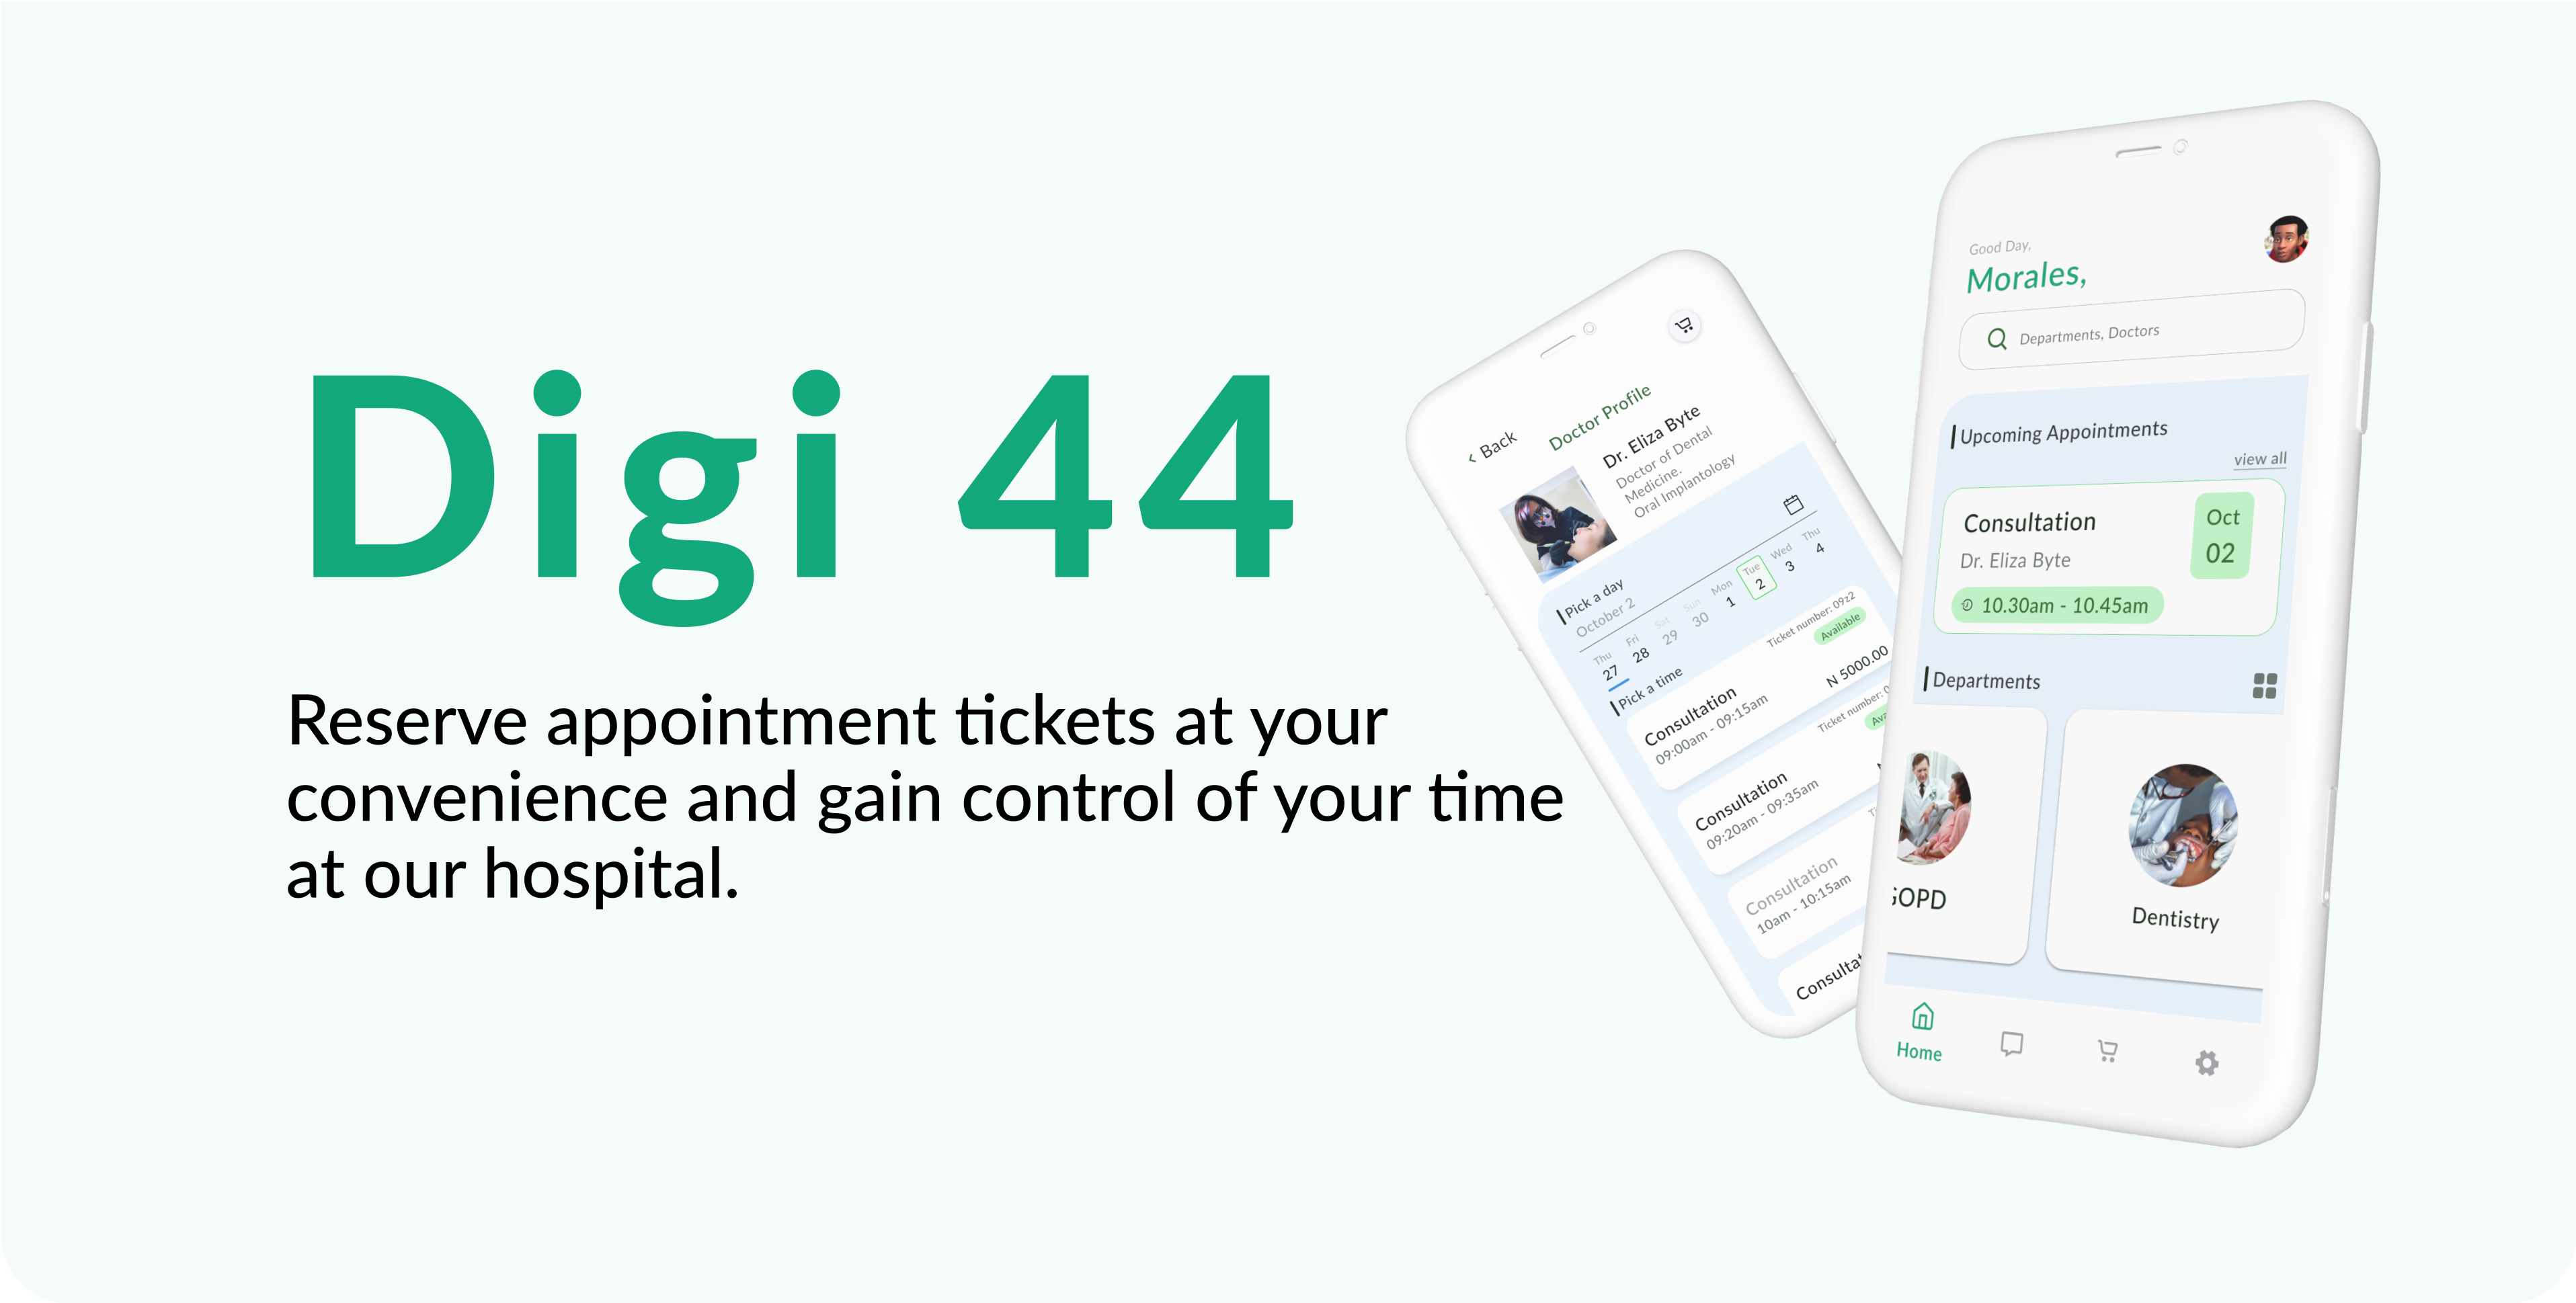 Digi 44
Reserve appointment tickets at your
convenience and gain control of your time
at our hospital.
Back
Doctor Profile
Dr. Eliza Byte
Doctor of Dental
Medicine.
Oral Implantology
Pick a day
October 2
Thu Fri Sat Sun Mon Tue Wed Thu
27 28 29 30 1 2 3 4
Pick a time
Ticket number: 09z2
Available
Consultation
09:00am - 09:15am
N 5000.00
Ticket number:
Consultation
09:20am - 09:35am
Consultation
10am - 10:15am
Good Day,
Morales,
Departments, Doctors
Upcoming Appointments
view all
Consultation
Oct
02
Dr. Eliza Byte
10.30am - 10.45am
Departments
GOPD
Dentistry
Home